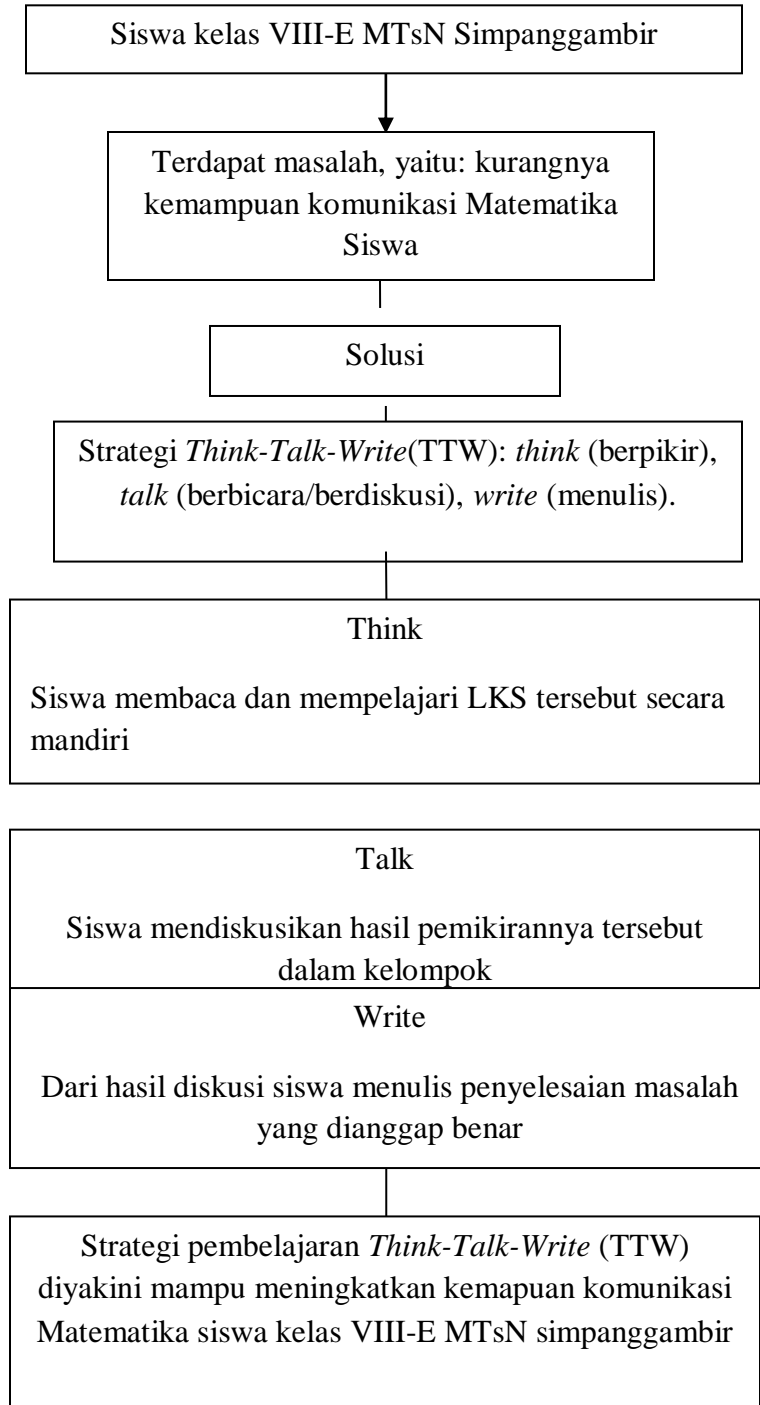 Siswa kelas VIII-E MTsN Simpanggambir
Terdapat masalah, yaitu: kurangnya
kemampuan komunikasi Matematika
Siswa
Solusi
Strategi Think-Talk-Write(TTW): think (berpikir),
talk (berbicara/berdiskusi), write (menulis).
Think
Siswa membaca dan mempelajari LKS tersebut secara
mandiri
Talk
Siswa mendiskusikan hasil pemikirannya tersebut
dalam kelompok
Write
Dari hasil diskusi siswa menulis penyelesaian masalah
yang dianggap benar
Strategi pembelajaran Think-Talk-Write (TTW)
diyakini mampu meningkatkan kemapuan komunikasi
Matematika siswa kelas VIII-E MTsN simpanggambir